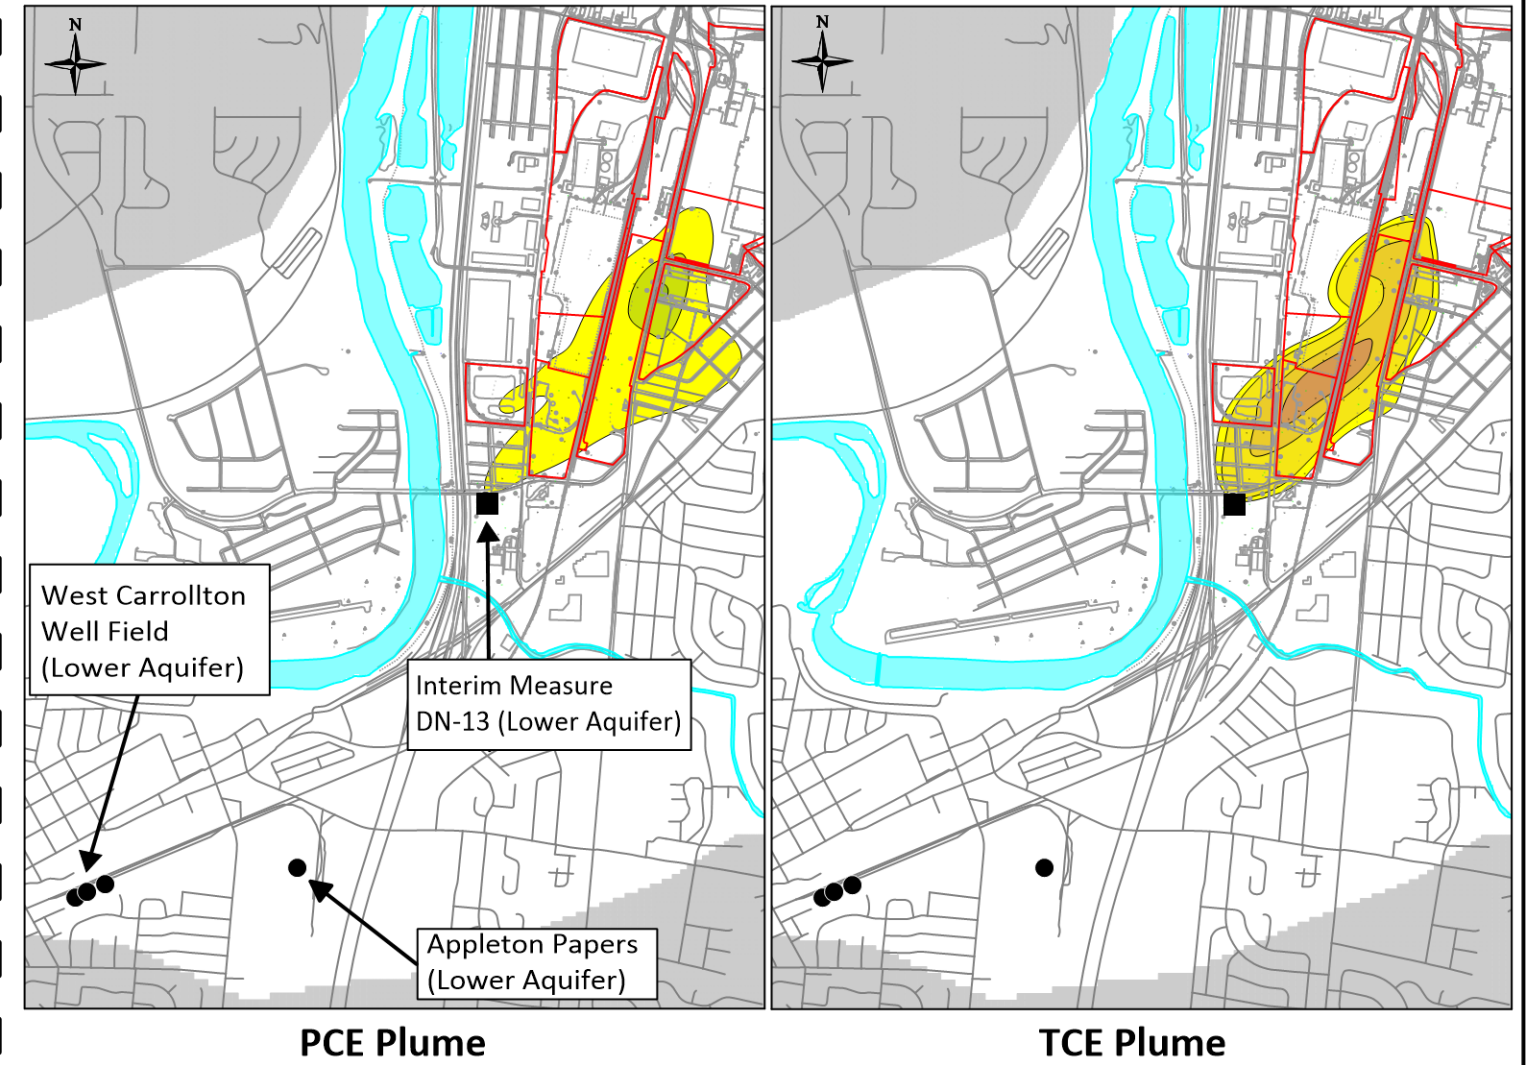 N
N
West Carrollton
Well Field
(Lower Aquifer)
Interim Measure
DN-13 (Lower Aquifer)
Appleton Papers
(Lower Aquifer)
PCE Plume
TCE Plume